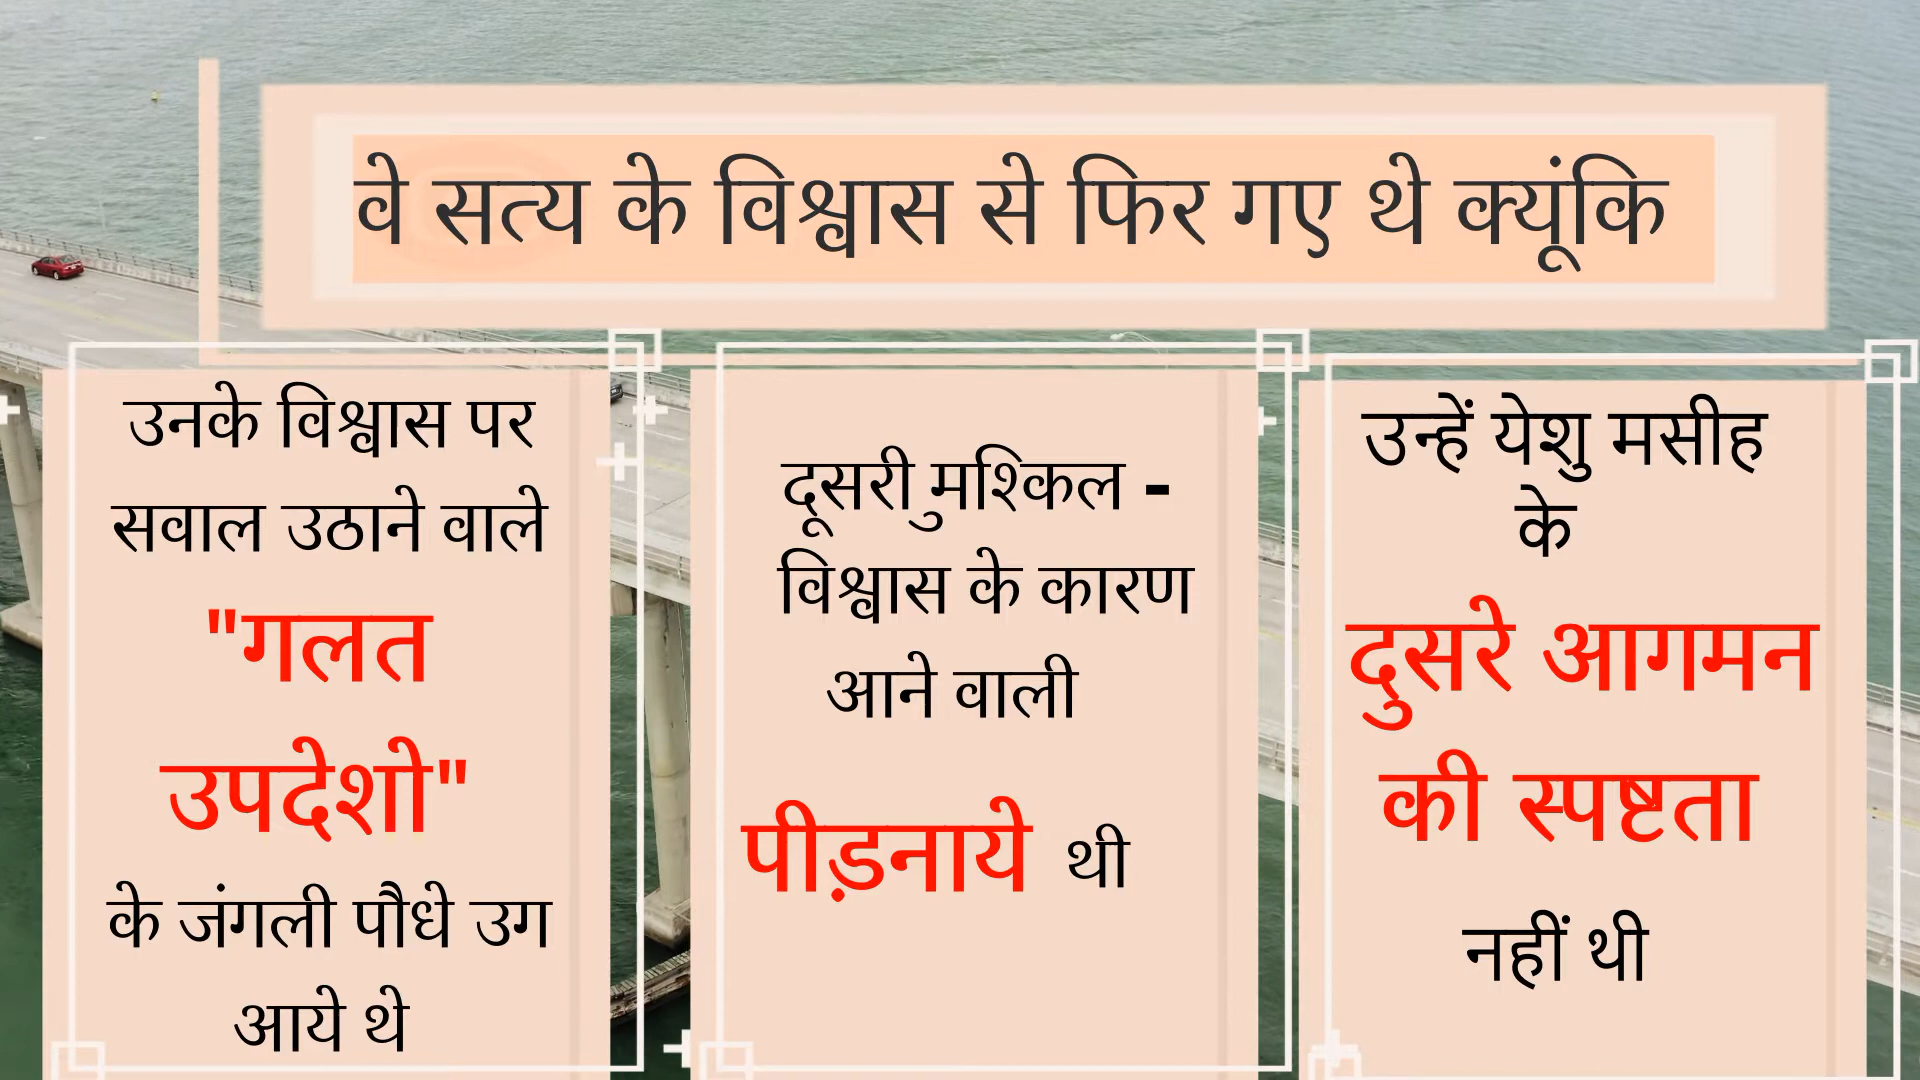 वे सत्य के विश्वास से फिर गए थे क्यूंकि
उनके विश्वास पर
सवाल उठाने वाले
"गलत
उपदेशो"
के जंगली पौधे उग
आये थे
दूसरी मुश्किल -
विश्वास के कारण
आने वाली
पीड़नाये थी
उन्हें येशु मसीह
के
दुसरे आगमन
की स्पष्टता
नहीं थी